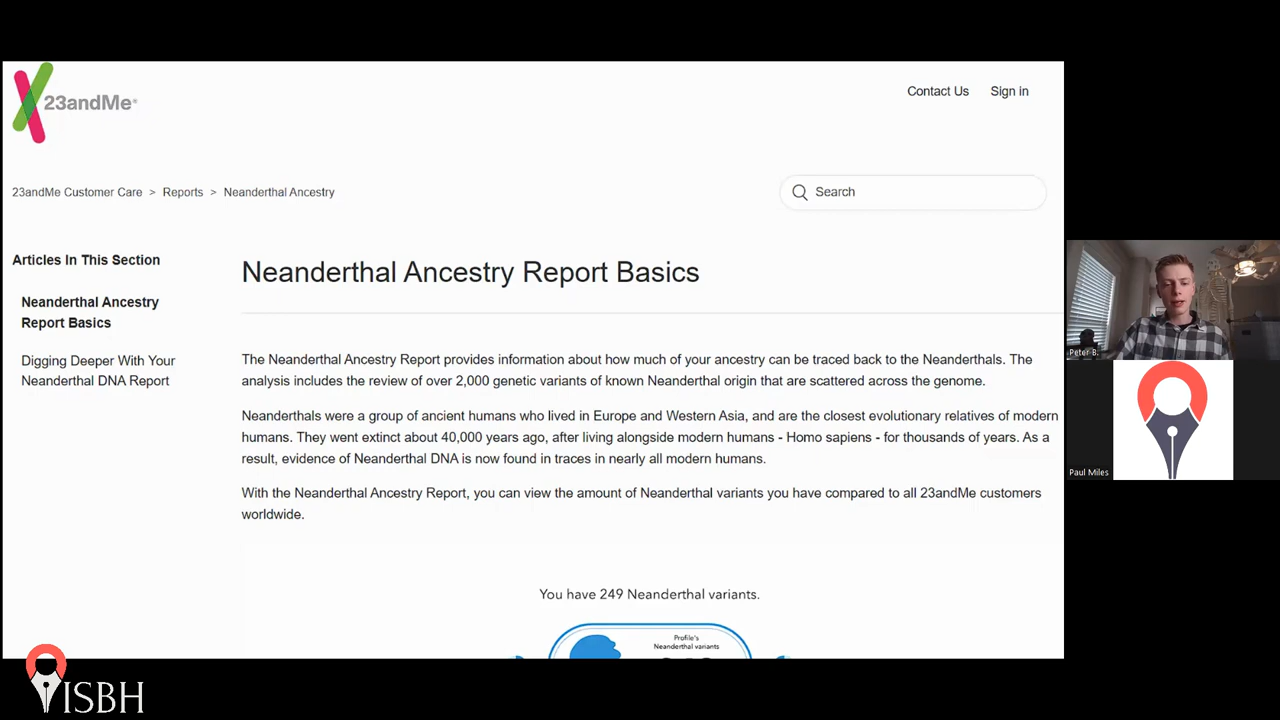 23andMe®
Contact Us
Sign in
23andMe Customer Care > Reports > Neanderthal Ancestry
Search
Articles In This Section
Neanderthal Ancestry
Report Basics
Digging Deeper With Your
Neanderthal DNA Report
Neanderthal Ancestry Report Basics
The Neanderthal Ancestry Report provides information about how much of your ancestry can be traced back to the Neanderthals. The
analysis includes the review of over 2,000 genetic variants of known Neanderthal origin that are scattered across the genome.
Neanderthals were a group of ancient humans who lived in Europe and Western Asia, and are the closest evolutionary relatives of modern
humans. They went extinct about 40,000 years ago, after living alongside modern humans - Homo sapiens - for thousands of years. As a
result, evidence of Neanderthal DNA is now found in traces in nearly all modern humans.
With the Neanderthal Ancestry Report, you can view the amount of Neanderthal variants you have compared to all 23andMe customers
worldwide.
You have 249 Neanderthal variants.
Profile's
Neanderthal variants
Peter B.
Paul Miles
ISBH